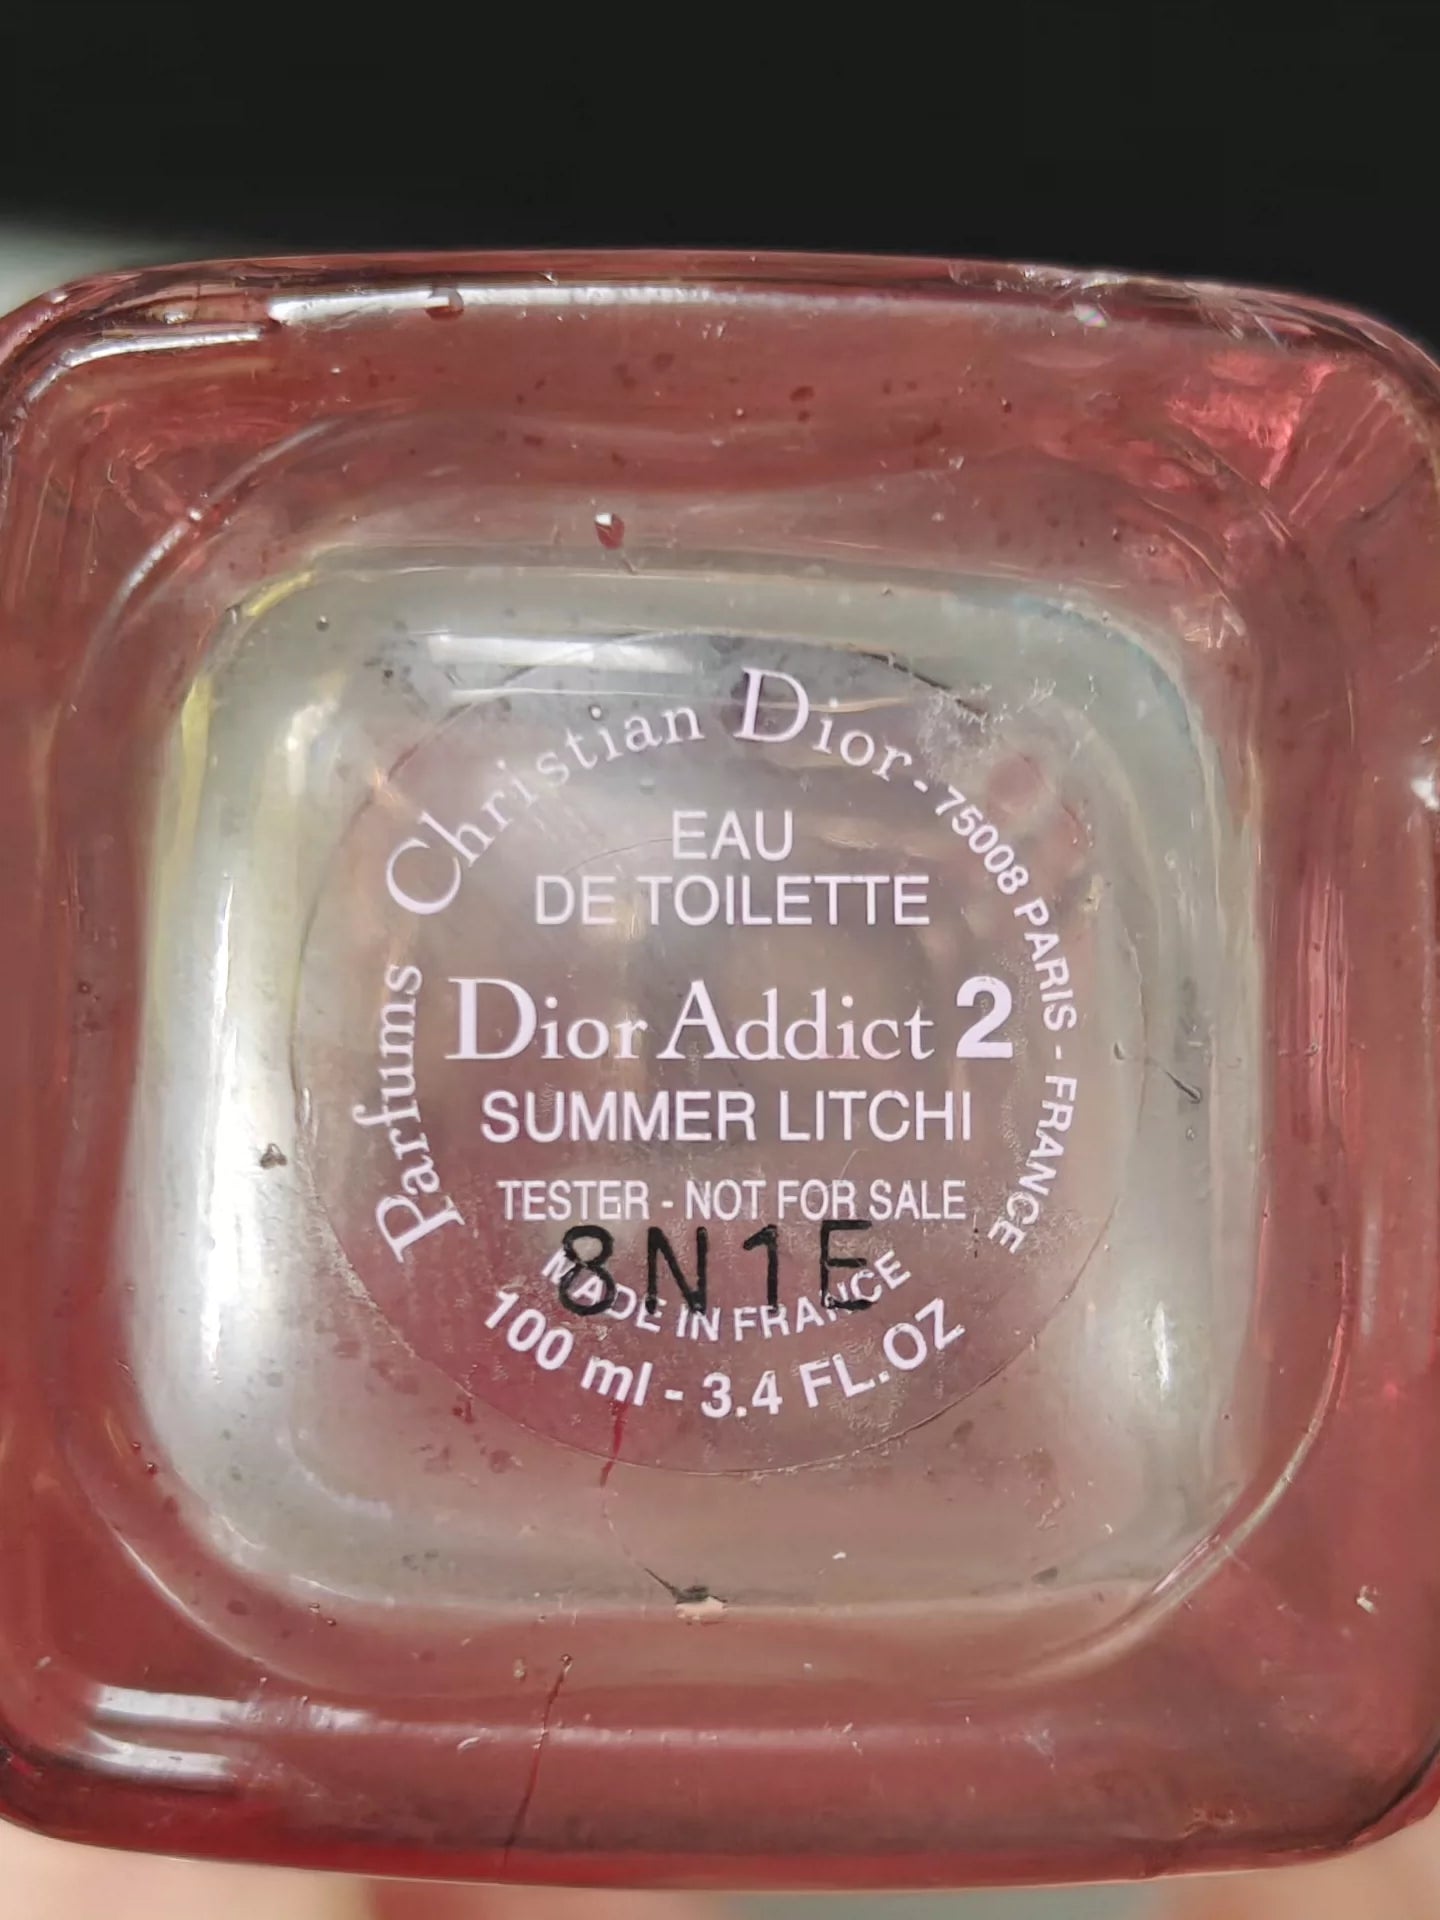 Parfums Christian Dior - 75008 PARIS - FRANCE
EAU
DE TOILETTE
Dior Addict 2
SUMMER LITCHI
TESTER - NOT FOR SALE
8N1E
MADE IN FRANCE
100 ml - 3.4 FL.OZ